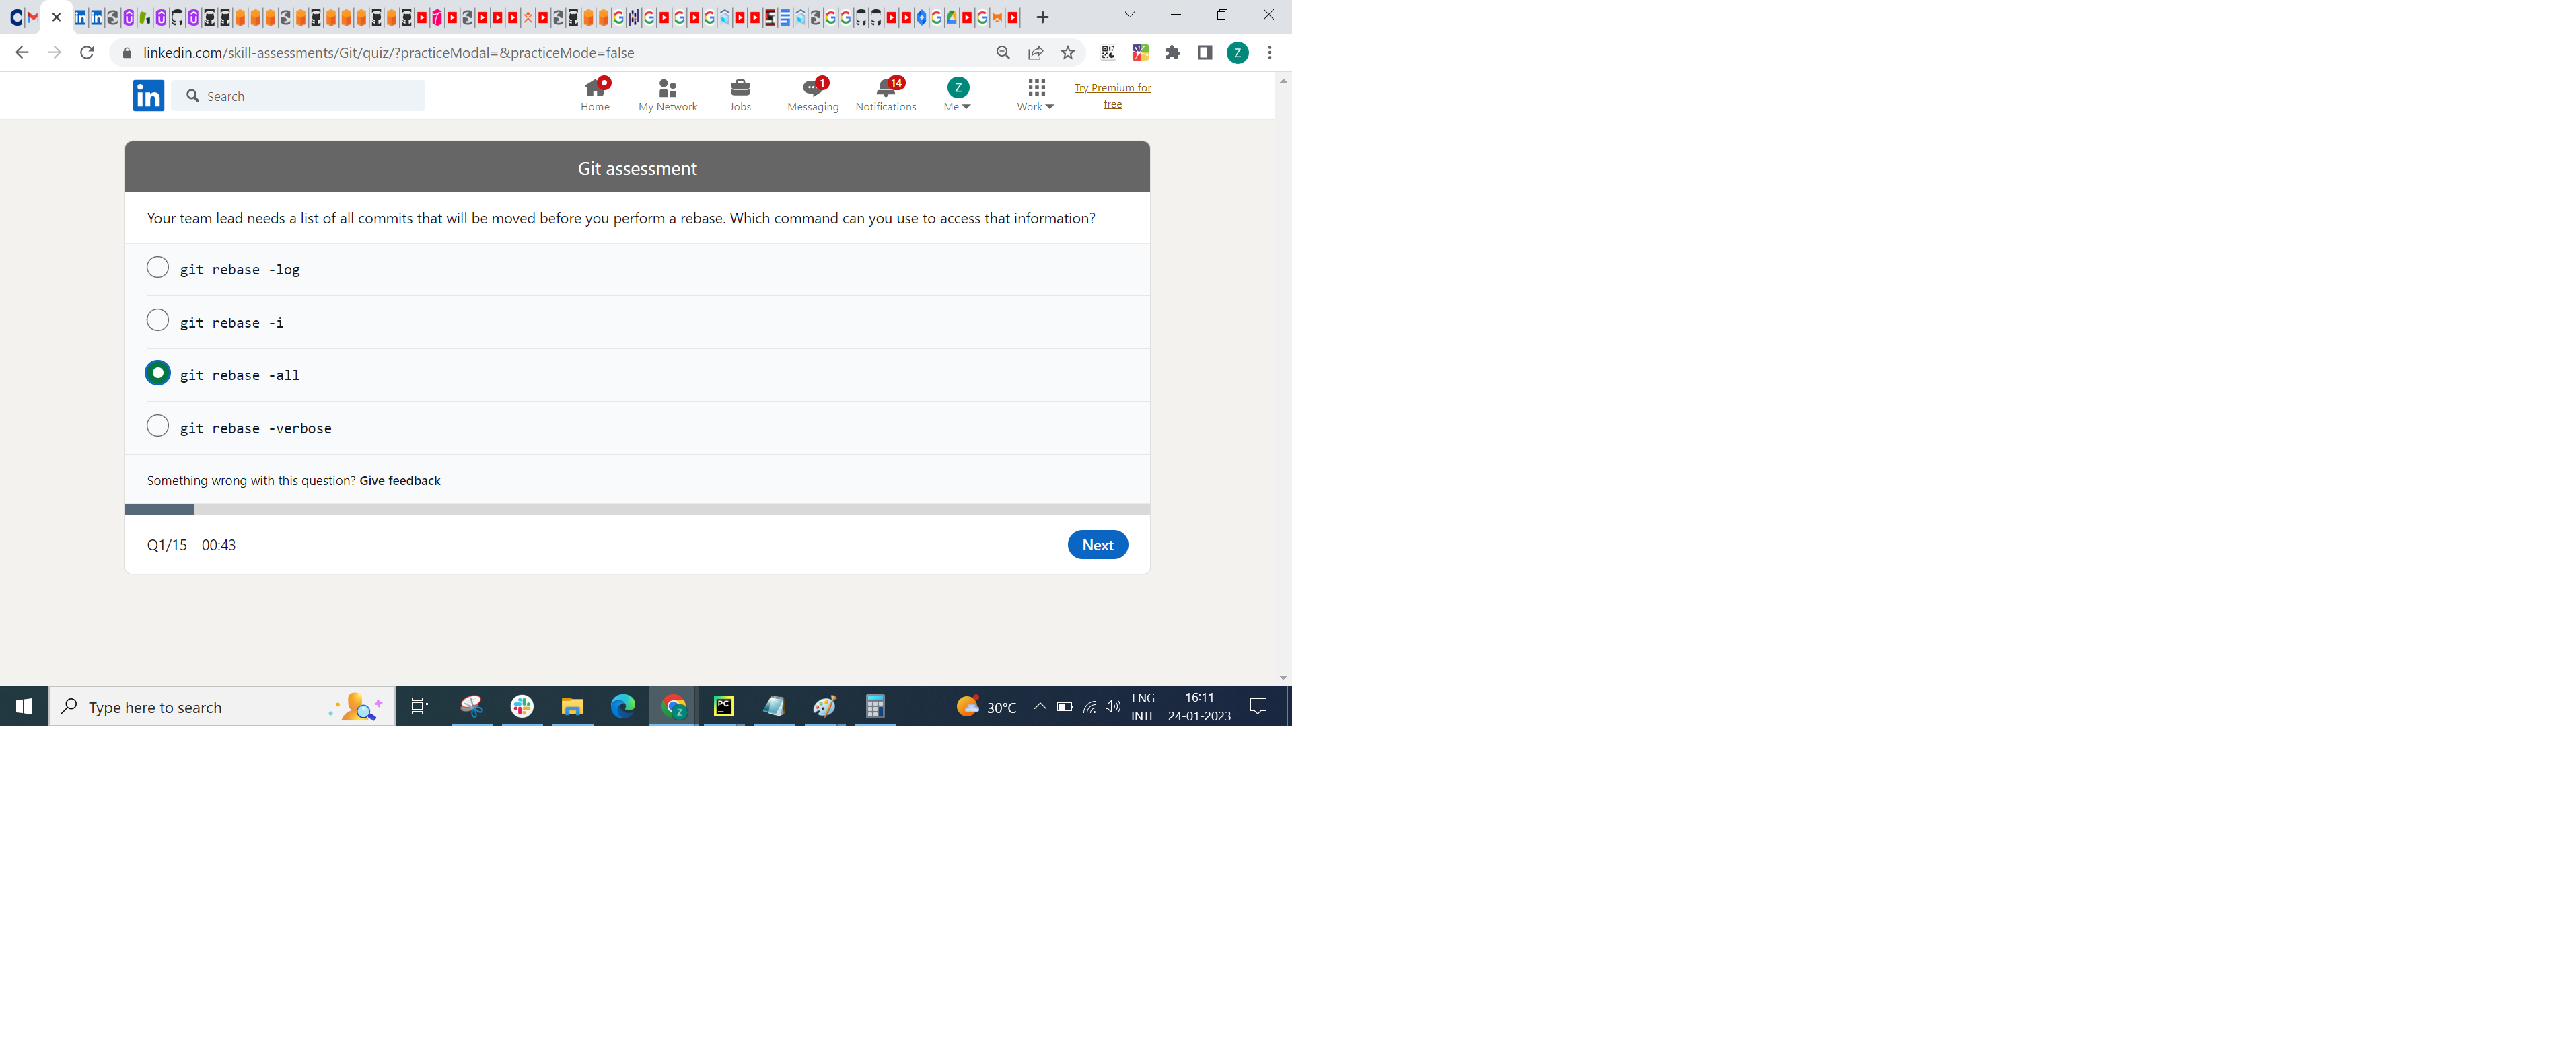 linkedin.com/skill-assessments/Git/quiz/?practiceModal=&practiceMode=false
Z
in
Search
Home
My Network
Jobs
1
Messaging
14
Notifications
Z
Me
Work
Try Premium for
free
Git assessment
Your team lead needs a list of all commits that will be moved before you perform a rebase. Which command can you use to access that information?
git rebase -log
git rebase -i
git rebase -all
git rebase -verbose
Something wrong with this question? Give feedback
Q1/15 00:43
Next
Type here to search
30°C
ENG
INTL
16:11
24-01-2023